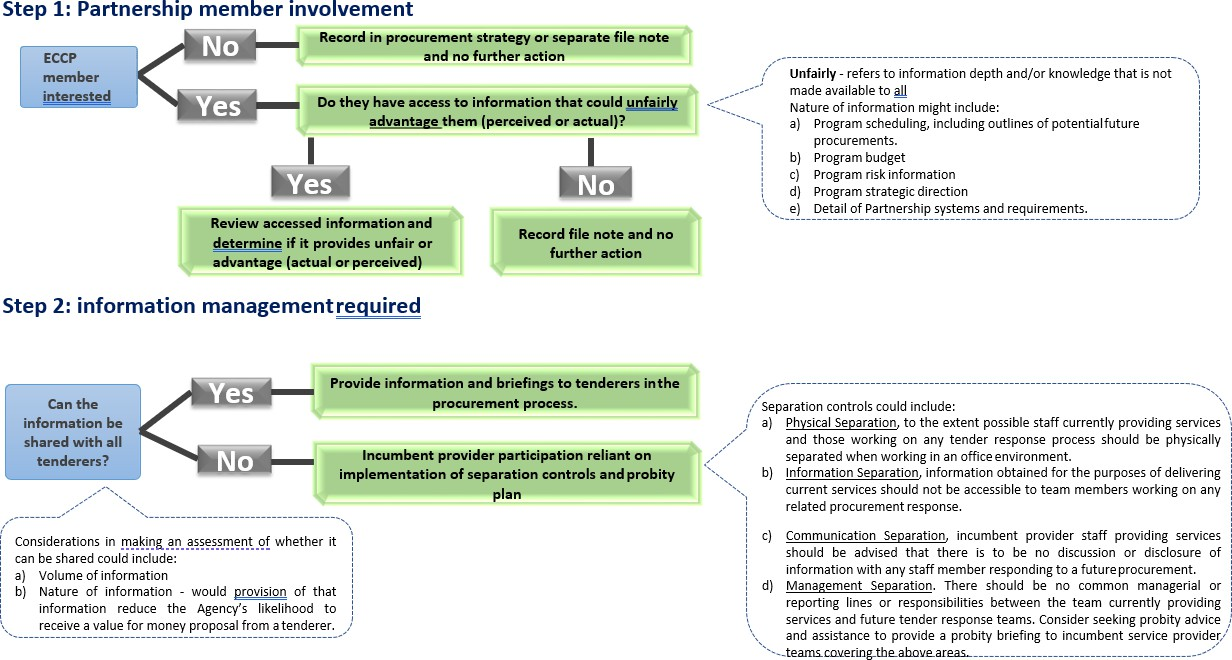 Step 1: Partnership member involvement
ECCP
member
interested
No
Record in procurement strategy or separate file note
and no further action
Yes
Do they have access to information that could unfairly
advantage them (perceived or actual)?
Unfairly - refers to information depth and/or knowledge that is not
made available to all
Nature of information might include:
a) Program scheduling, including outlines of potential future
procurements.
b) Program budget
c) Program risk information
d) Program strategic direction
e) Detail of Partnership systems and requirements.
Yes
Review accessed information and
determine if it provides unfair or
advantage (actual or perceived)
No
Record file note and no
further action
Step 2: information management required
Can the
information be
shared with all
tenderers?
Yes
Provide information and briefings to tenderers in the
procurement process.
No
Incumbent provider participation reliant on
implementation of separation controls and probity
plan
Considerations in making an assessment of whether it
can be shared could include:
a) Volume of information
b) Nature of information - would provision of that
information reduce the Agency's likelihood to
receive a value for money proposal from a tenderer.
Separation controls could include:
a) Physical Separation, to the extent possible staff currently providing services
and those working on any tender response process should be physically
separated when working in an office environment.
b) Information Separation, information obtained for the purposes of delivering
current services should not be accessible to team members working on any
related procurement response.
c) Communication Separation, incumbent provider staff providing services
should be advised that there is to be no discussion or disclosure of
information with any staff member responding to a future procurement.
d) Management Separation. There should be no common managerial or
reporting lines or responsibilities between the team currently providing
services and future tender response teams. Consider seeking probity advice
and assistance to provide a probity briefing to incumbent service provider
teams covering the above areas.